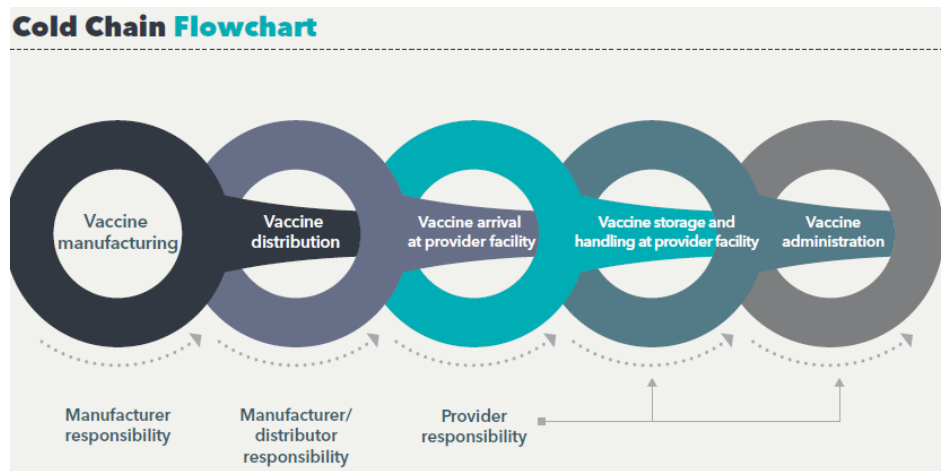 Cold Chain Flowchart
Vaccine
manufacturing
Vaccine
distribution
Vaccine arrival
at provider facility
Vaccine storage and
handling at provider facility
Vaccine
administration
Manufacturer
responsibility
Manufacturer/
distributor
responsibility
Provider
responsibility